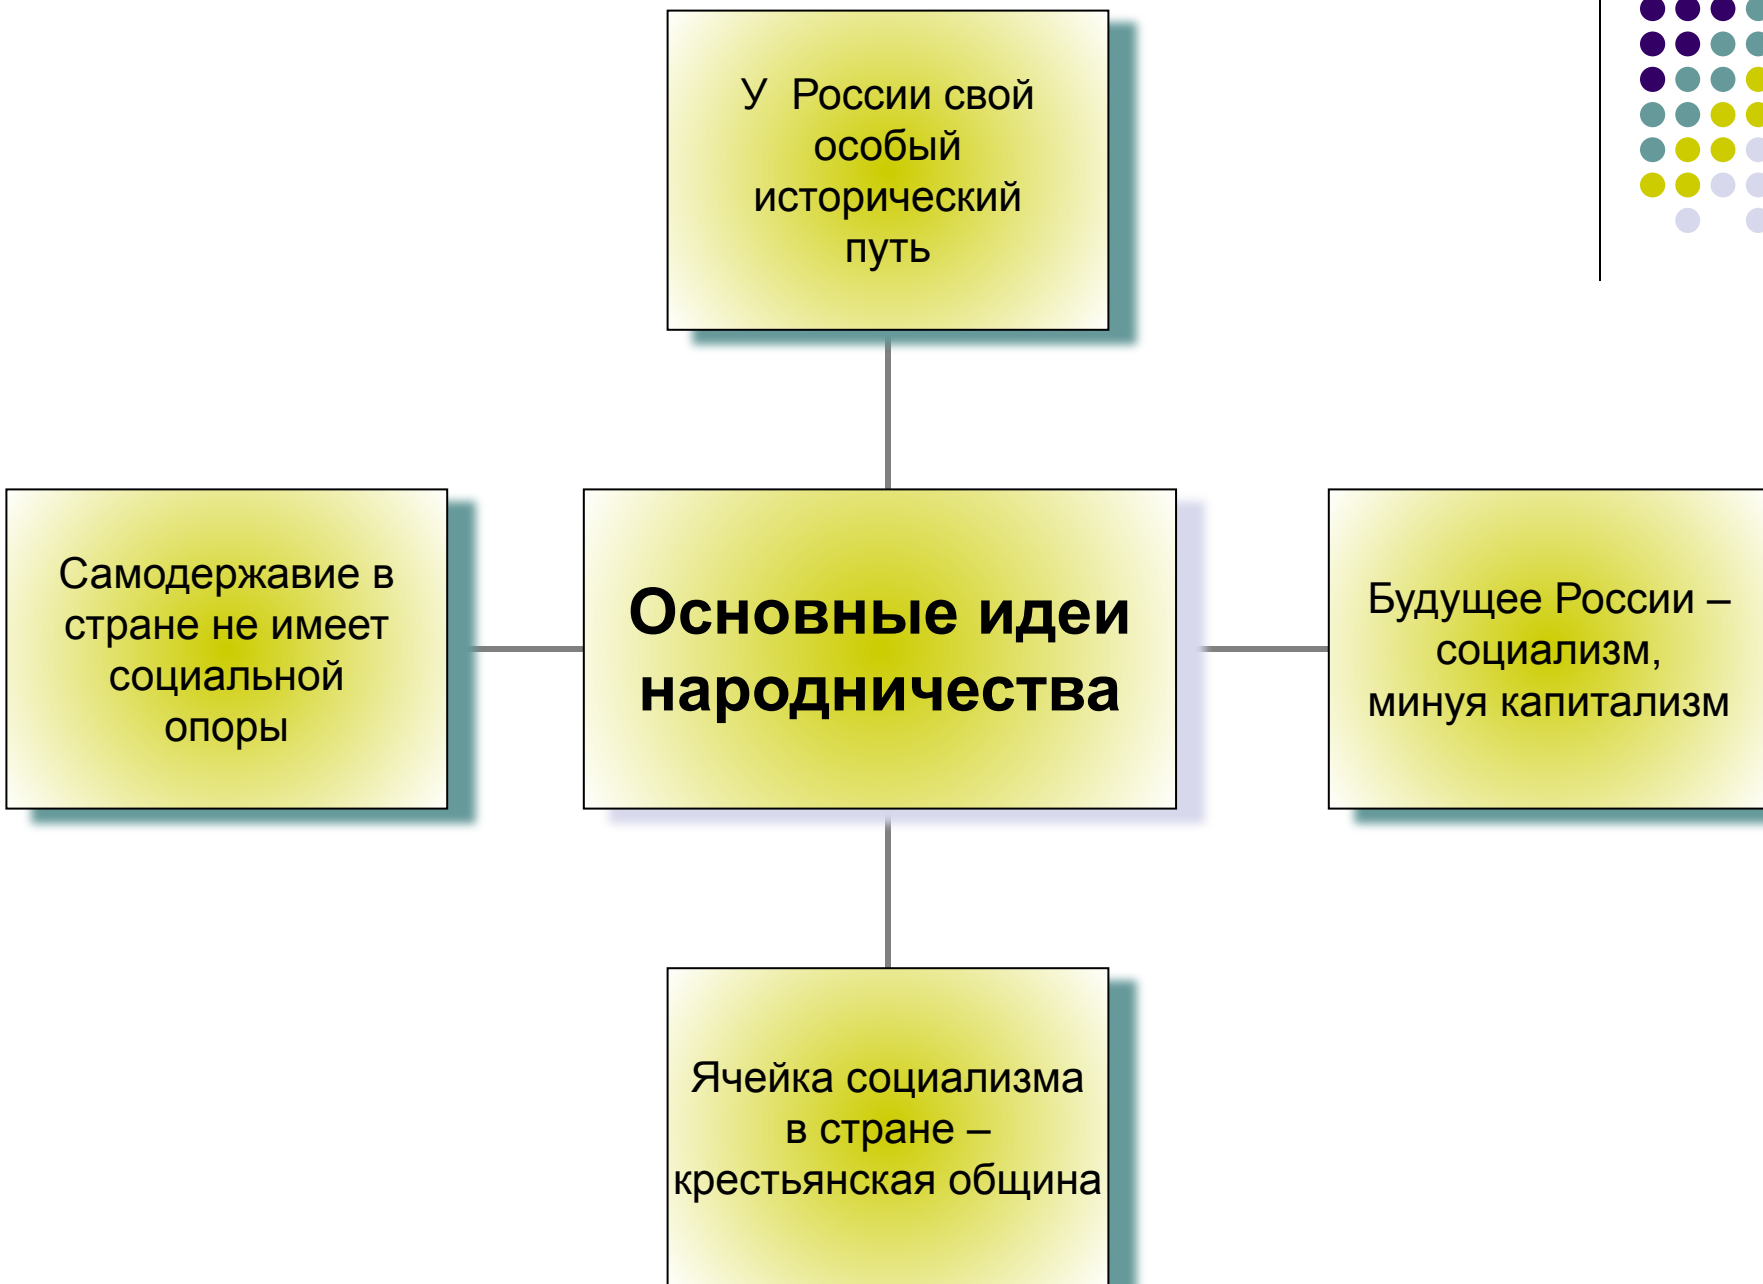 У России свой
особый
исторический
путь
Самодержавие в
стране не имеет
социальной
опоры
Основные идеи
народничества
Будущее России –
социализм,
минуя капитализм
Ячейка социализма
в стране –
крестьянская община